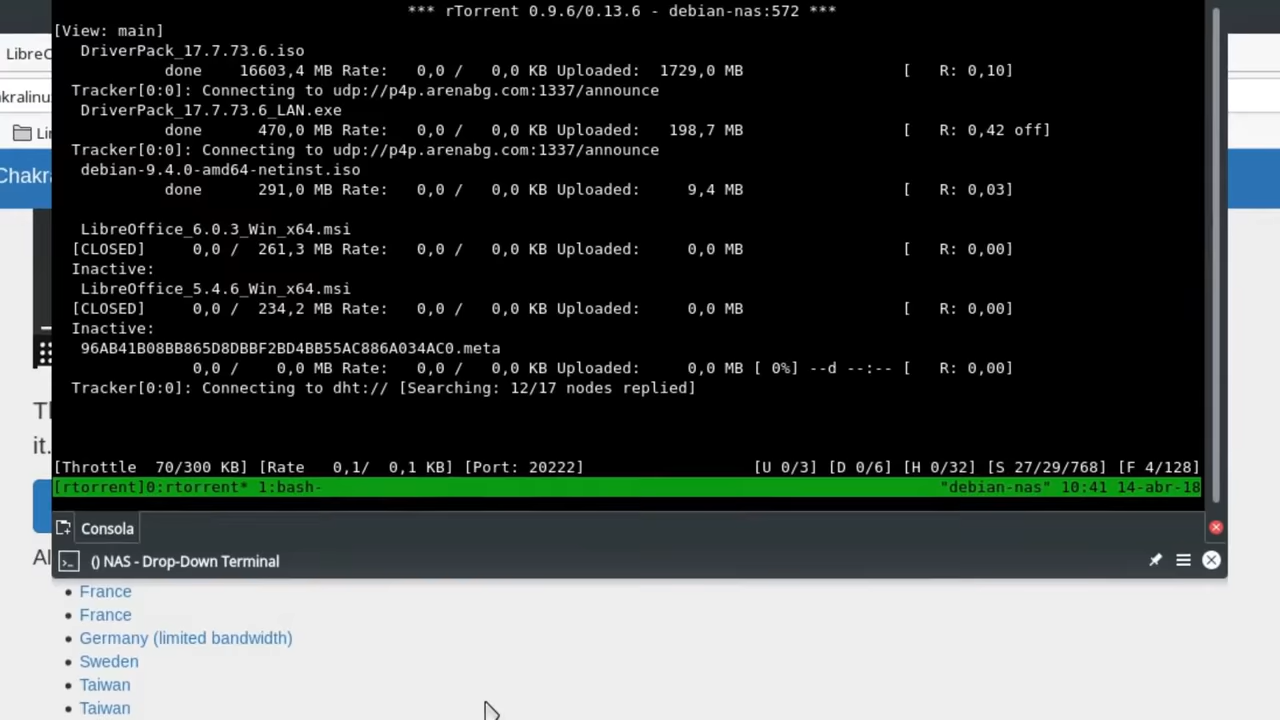 *** rTorrent 0.9.6/0.13.6 - debian-nas:572 ***
[View: main]
DriverPack_17.7.73.6.iso
done 16603,4 MB Rate: 0,0 / 0,0 KB Uploaded: 1729,0 MB [ R: 0,10]
Tracker[0:0]: Connecting to udp://p4p.arenabg.com:1337/announce
DriverPack_17.7.73.6_LAN.exe
done 470,0 MB Rate: 0,0 / 0,0 KB Uploaded: 198,7 MB [ R: 0,42 off]
Tracker[0:0]: Connecting to udp://p4p.arenabg.com:1337/announce
debian-9.4.0-amd64-netinst.iso
done 291,0 MB Rate: 0,0 / 0,0 KB Uploaded: 9,4 MB [ R: 0,03]
LibreOffice_6.0.3_Win_x64.msi
[CLOSED] 0,0 / 261,3 MB Rate: 0,0 / 0,0 KB Uploaded: 0,0 MB [ R: 0,00]
Inactive:
LibreOffice_5.4.6_Win_x64.msi
[CLOSED] 0,0 / 234,2 MB Rate: 0,0 / 0,0 KB Uploaded: 0,0 MB [ R: 0,00]
Inactive:
96AB41B08BB865D8DBBF2BD4BB55AC886A034AC0.meta
0,0 / 0,0 MB Rate: 0,0 / 0,0 KB Uploaded: 0,0 MB [ 0%] --d --:-- [ R: 0,00]
Tracker[0:0]: Connecting to dht:// [Searching: 12/17 nodes replied]
[Throttle 70/300 KB] [Rate 0,1/ 0,1 KB] [Port: 20222] [U 0/3] [D 0/6] [H 0/32] [S 27/29/768] [F 4/128]
[rtorrent]0:rtorrent* 1:bash- "debian-nas" 10:41 14-abr-18
Consola
() NAS - Drop-Down Terminal
LibreO
akralinu
Lin
Chakra
Th
it.
Al
France
France
Germany (limited bandwidth)
Sweden
Taiwan
Taiwan